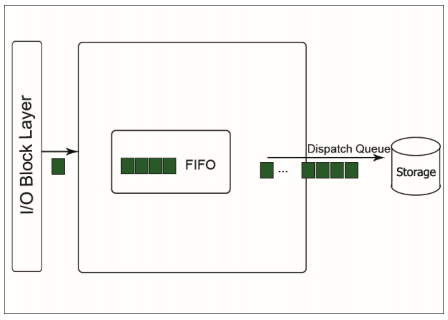 I/O Block Layer
FIFO
...
Dispatch Queue
Storage